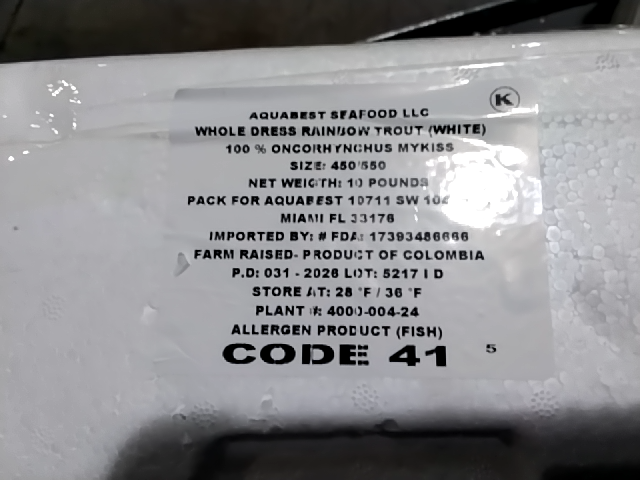 K
AQUABEST SEAFOOD LLC
WHOLE DRESS RAINBOW TROUT (WHITE)
100 % ONCORHYNCHUS MYKISS
SIZE: 450/550
NET WEIGTH: 10 POUNDS
PACK FOR AQUABEST 10711 SW
MIAMI FL 33176
IMPORTED BY: # FDA: 17393486666
FARM RAISED- PRODUCT OF COLOMBIA
P.D: 031 - 2026 LOT: 5217 I D
STORE AT: 28 °F / 36 °F
PLANT #: 4000-004-24
ALLERGEN PRODUCT (FISH)
CODE 41 5